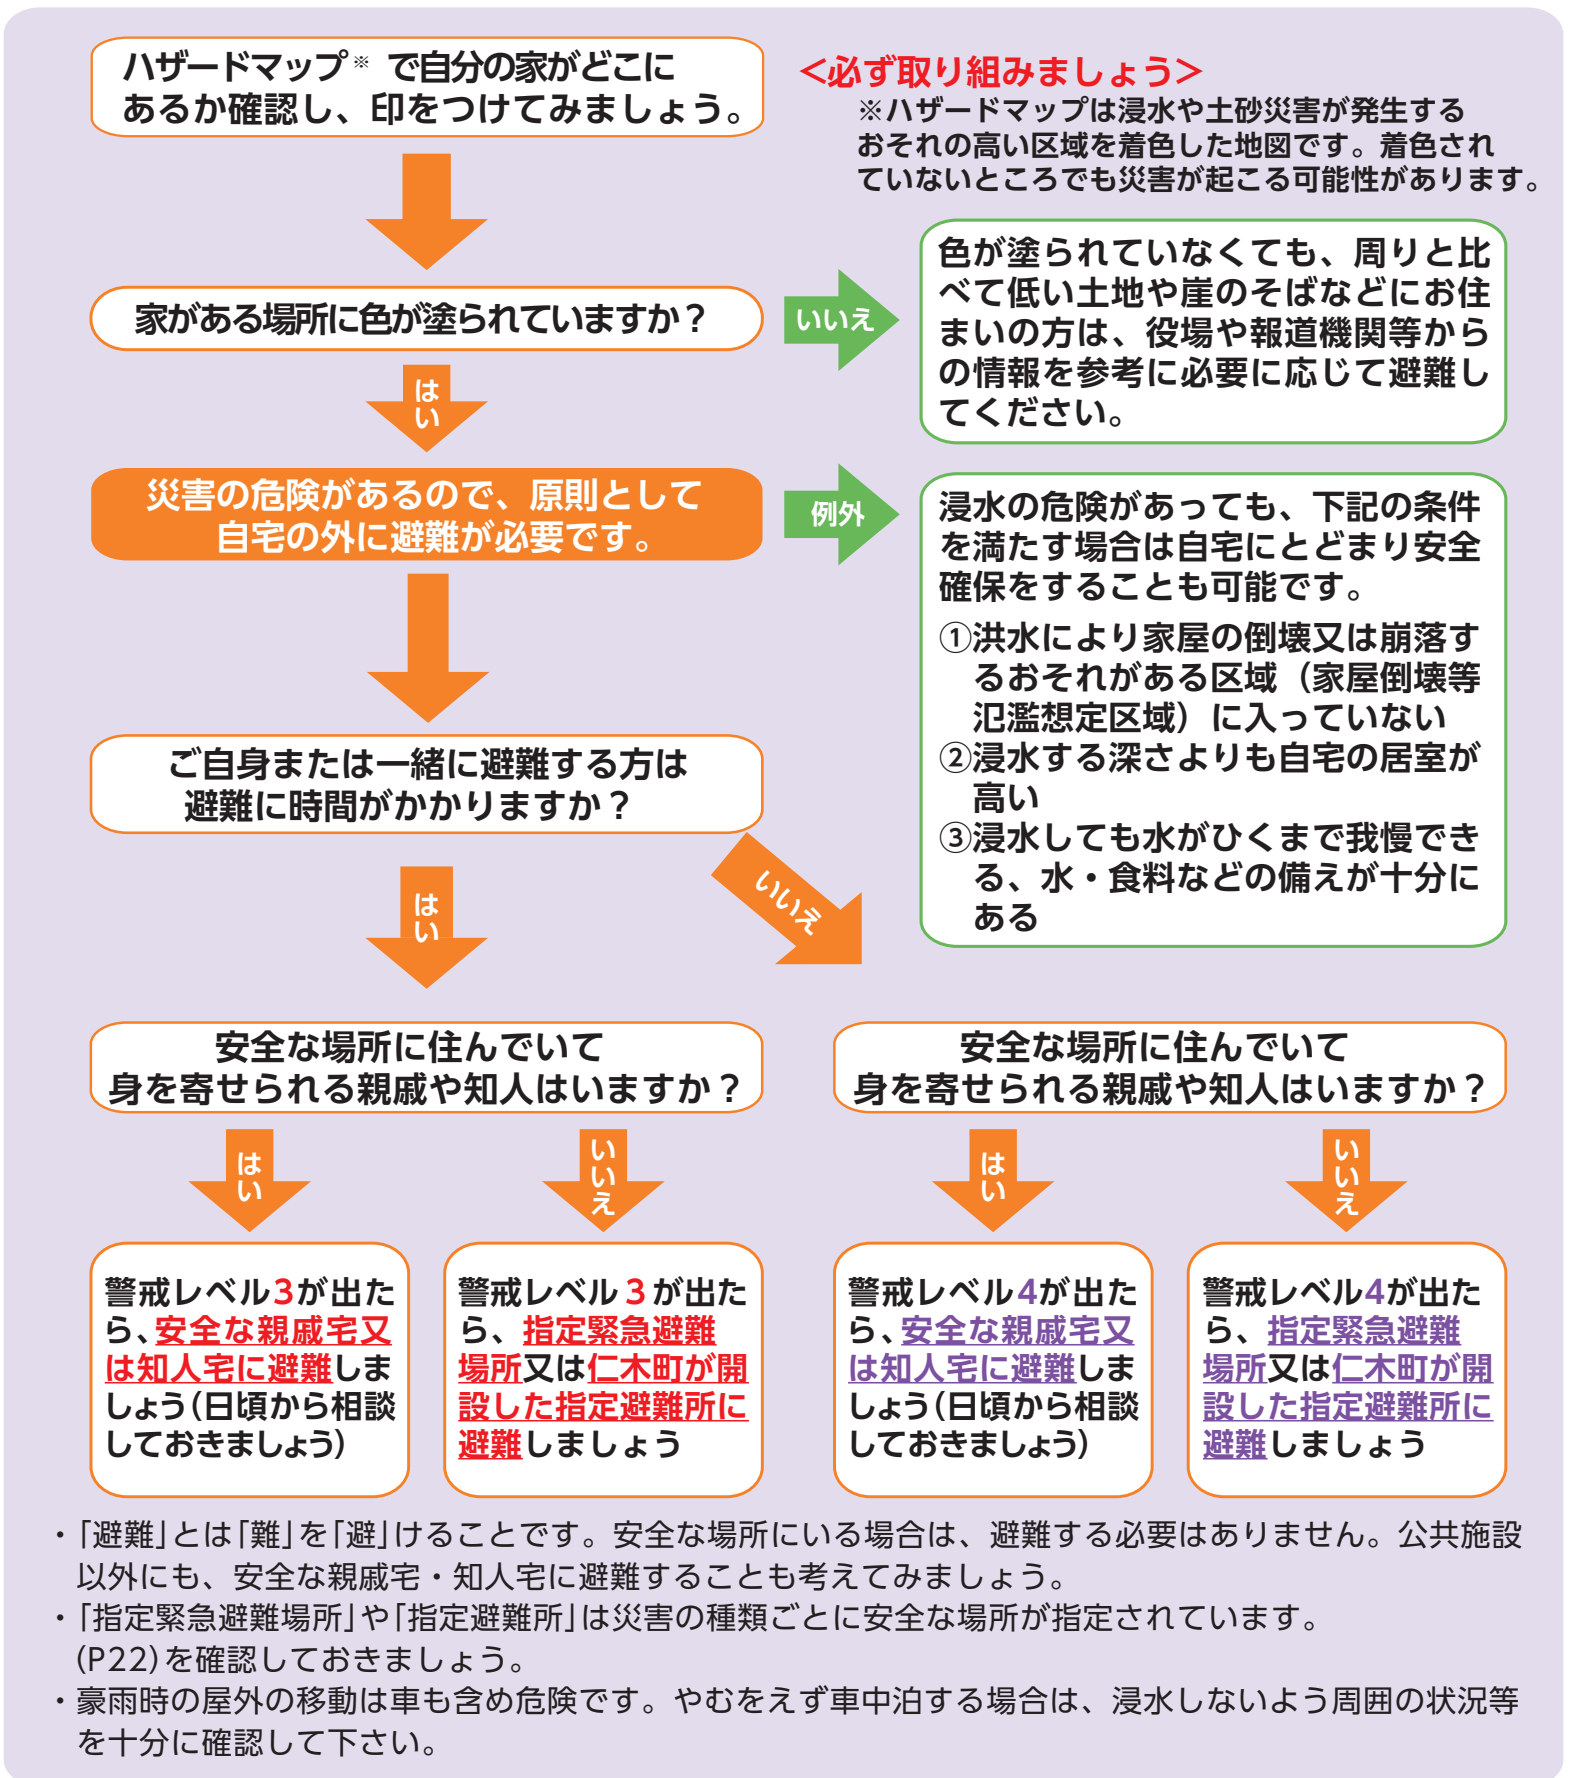 ハザードマップ※ で自分の家がどこに
あるか確認し、印をつけてみましょう。
＜必ず取り組みましょう＞
※ハザードマップは浸水や土砂災害が発生する
おそれの高い区域を着色した地図です。着色され
ていないところでも災害が起こる可能性があります。
家がある場所に色が塗られていますか？
いいえ
色が塗られていなくても、周りと比
べて低い土地や崖のそばなどにお住
まいの方は、役場や報道機関等から
の情報を参考に必要に応じて避難し
てください。
はい
災害の危険があるので、原則として
自宅の外に避難が必要です。
例外
浸水の危険があっても、下記の条件
を満たす場合は自宅にとどまり安全
確保をすることも可能です。
①洪水により家屋の倒壊又は崩落す
るおそれがある区域（家屋倒壊等
氾濫想定区域）に入っていない
②浸水する深さよりも自宅の居室が
高い
③浸水しても水がひくまで我慢でき
る、水・食料などの備えが十分に
ある
ご自身または一緒に避難する方は
避難に時間がかかりますか？
はい
いいえ
安全な場所に住んでいて
身を寄せられる親戚や知人はいますか？
安全な場所に住んでいて
身を寄せられる親戚や知人はいますか？
はい
いいえ
はい
いいえ
警戒レベル3が出た
ら、安全な親戚宅又
は知人宅に避難しま
しょう(日頃から相談
しておきましょう)
警戒レベル3が出た
ら、指定緊急避難
場所又は仁木町が開
設した指定避難所に
避難しましょう
警戒レベル4が出た
ら、安全な親戚宅又
は知人宅に避難しま
しょう(日頃から相談
しておきましょう)
警戒レベル4が出た
ら、指定緊急避難
場所又は仁木町が開
設した指定避難所に
避難しましょう
・「避難」とは「難」を「避」けることです。安全な場所にいる場合は、避難する必要はありません。公共施設
以外にも、安全な親戚宅・知人宅に避難することも考えてみましょう。
・「指定緊急避難場所」や「指定避難所」は災害の種類ごとに安全な場所が指定されています。
(P22)を確認しておきましょう。
・豪雨時の屋外の移動は車も含め危険です。やむをえず車中泊する場合は、浸水しないよう周囲の状況等
を十分に確認して下さい。